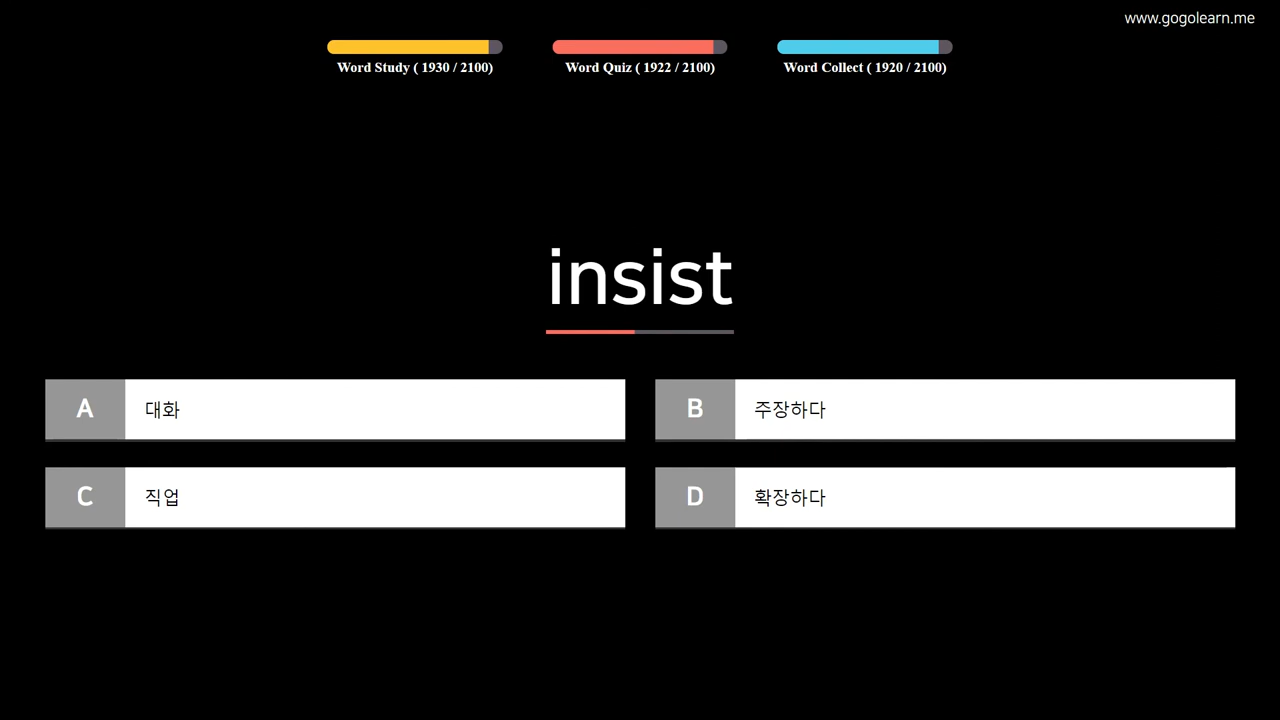 www.gogolearn.me
Word Study ( 1930 / 2100)
Word Quiz ( 1922 / 2100)
Word Collect ( 1920 / 2100)
insist
A 대화
B 주장하다
C 직업
D 확장하다